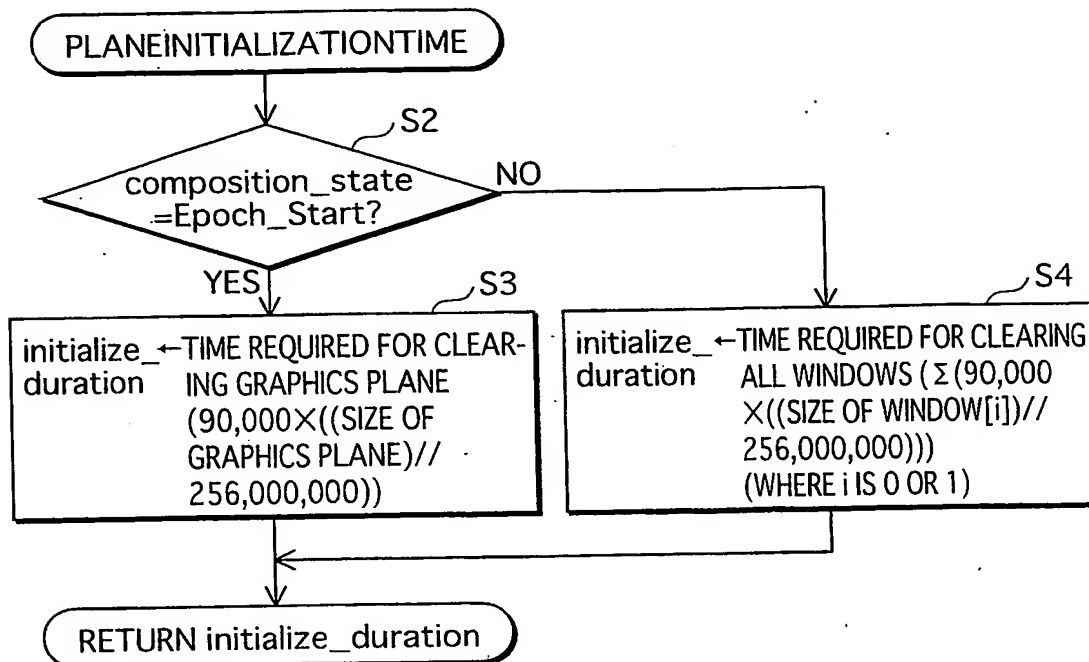 PLANEINITIALIZATIONTIME
S2
composition_state
=Epoch_Start?
NO
YES
S3
initialize_←TIME REQUIRED FOR CLEAR-
duration ING GRAPHICS PLANE
(90,000×((SIZE OF
GRAPHICS PLANE)//
256,000,000))
S4
initialize_←TIME REQUIRED FOR CLEARING
duration ALL WINDOWS (Σ(90,000
×((SIZE OF WINDOW[i])//
256,000,000)))
(WHERE i IS 0 OR 1)
RETURN initialize_duration